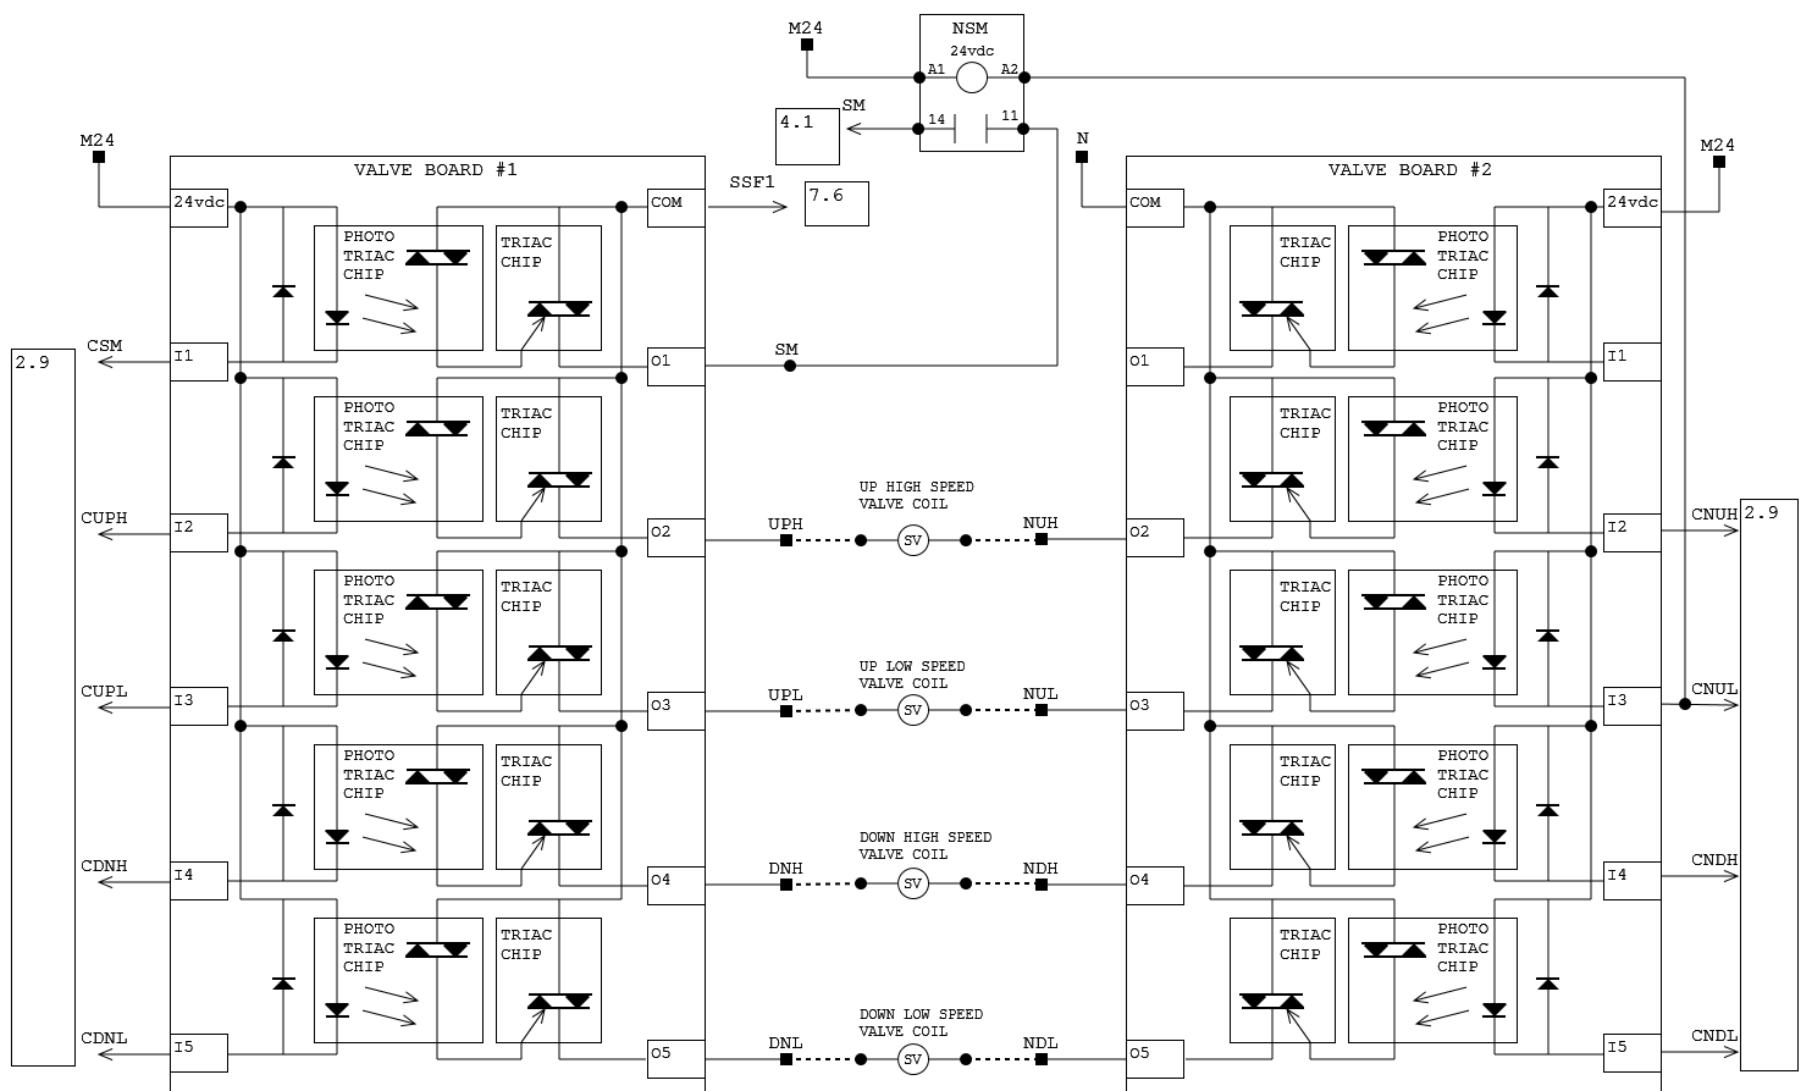 M24
NSM
24vdc
A1
A2
SM
4.1
14
11
M24
N
M24
VALVE BOARD #1
SSF1
7.6
VALVE BOARD #2
24vdc
COM
COM
24vdc
PHOTO
TRIAC
CHIP
TRIAC
CHIP
TRIAC
CHIP
PHOTO
TRIAC
CHIP
2.9
CSM
I1
O1
SM
O1
I1
PHOTO
TRIAC
CHIP
TRIAC
CHIP
TRIAC
CHIP
PHOTO
TRIAC
CHIP
UP HIGH SPEED
VALVE COIL
CUPH
I2
O2
UPH
SV
NUH
O2
I2
CNUH
2.9
PHOTO
TRIAC
CHIP
TRIAC
CHIP
TRIAC
CHIP
PHOTO
TRIAC
CHIP
UP LOW SPEED
VALVE COIL
CUPL
I3
O3
UPL
SV
NUL
O3
I3
CNUL
PHOTO
TRIAC
CHIP
TRIAC
CHIP
TRIAC
CHIP
PHOTO
TRIAC
CHIP
DOWN HIGH SPEED
VALVE COIL
CDNH
I4
O4
DNH
SV
NDH
O4
I4
CNDH
PHOTO
TRIAC
CHIP
TRIAC
CHIP
TRIAC
CHIP
PHOTO
TRIAC
CHIP
DOWN LOW SPEED
VALVE COIL
CDNL
I5
O5
DNL
SV
NDL
O5
I5
CNDL